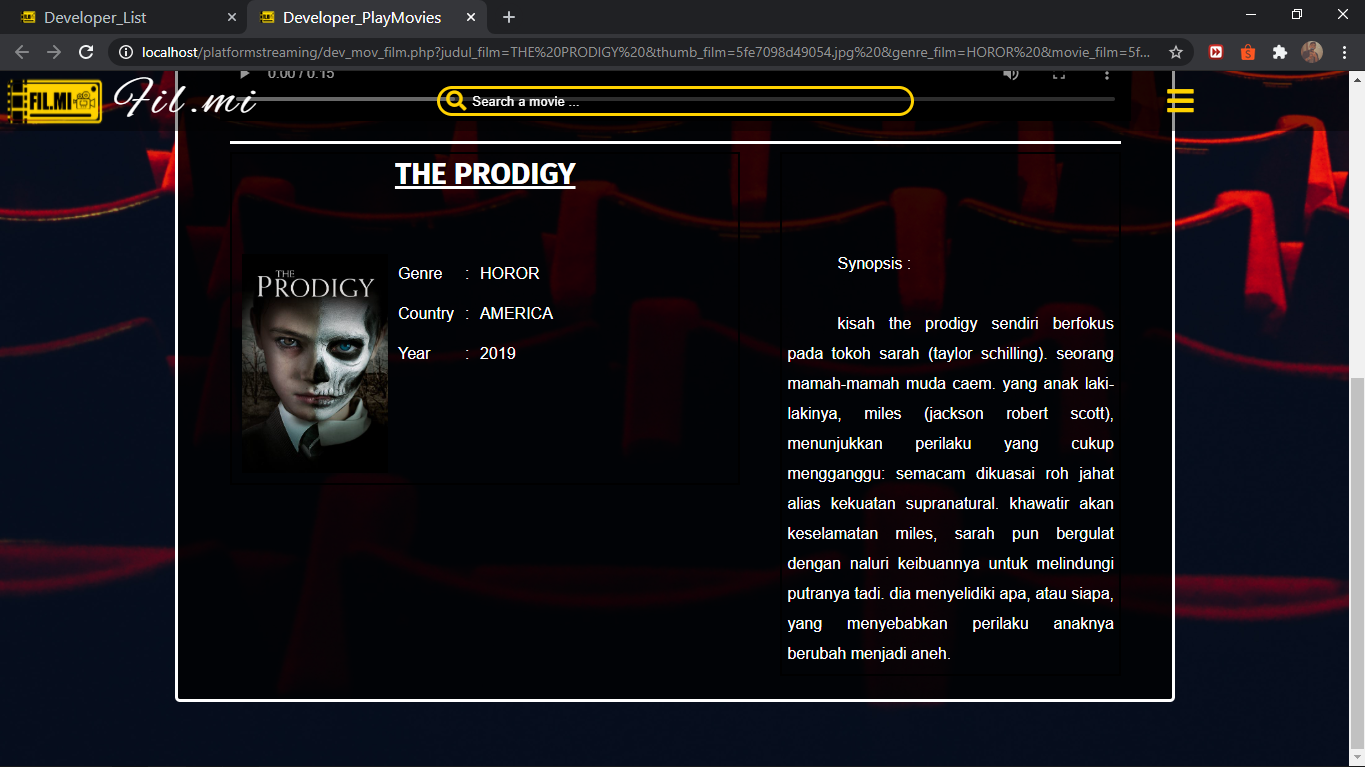 Developer_List
Developer_PlayMovies
localhost/platformstreaming/dev_mov_film.php?judul_film=THE%20PRODIGY%20&thumb_film=5fe7098d49054.jpg%20&genre_film=HOROR%20&movie_film=5f...
0:00 / 0:15
FIL.MI
Fil.mi
Search a movie ...
THE PRODIGY
THE
PRODIGY
Genre : HOROR
Country : AMERICA
Year : 2019
Synopsis :
kisah the prodigy sendiri berfokus
pada tokoh sarah (taylor schilling). seorang
mamah-mamah muda caem. yang anak laki-
lakinya, miles (jackson robert scott),
menunjukkan perilaku yang cukup
mengganggu: semacam dikuasai roh jahat
alias kekuatan supranatural. khawatir akan
keselamatan miles, sarah pun bergulat
dengan naluri keibuannya untuk melindungi
putranya tadi. dia menyelidiki apa, atau siapa,
yang menyebabkan perilaku anaknya
berubah menjadi aneh.